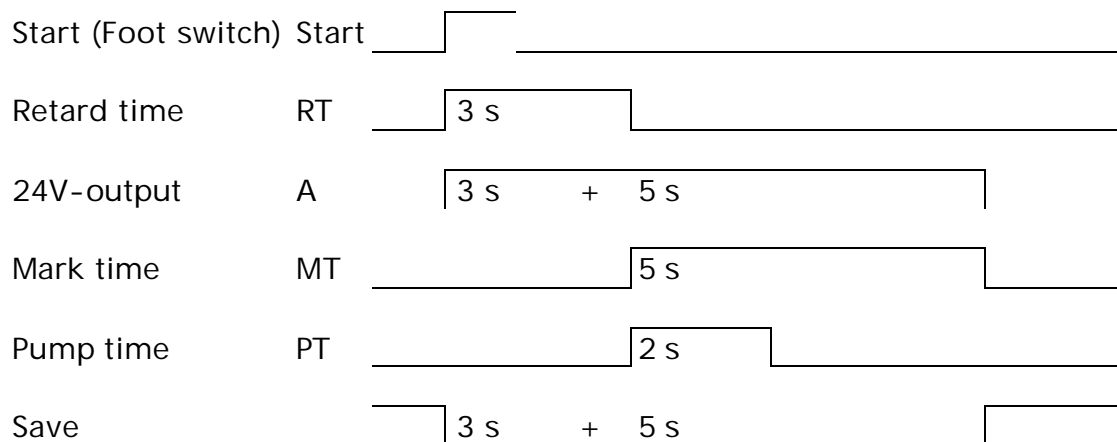 Start (Foot switch) Start
Retard time RT 3 s
24V-output A 3 s + 5 s
Mark time MT 5 s
Pump time PT 2 s
Save 3 s + 5 s